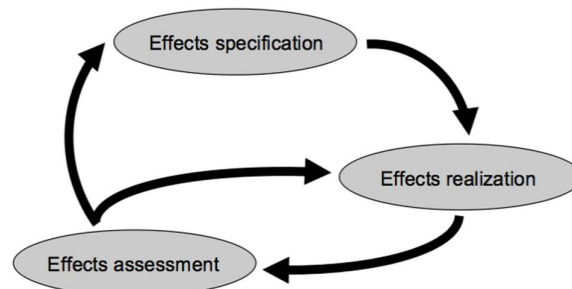 Effects specification
Effects realization
Effects assessment